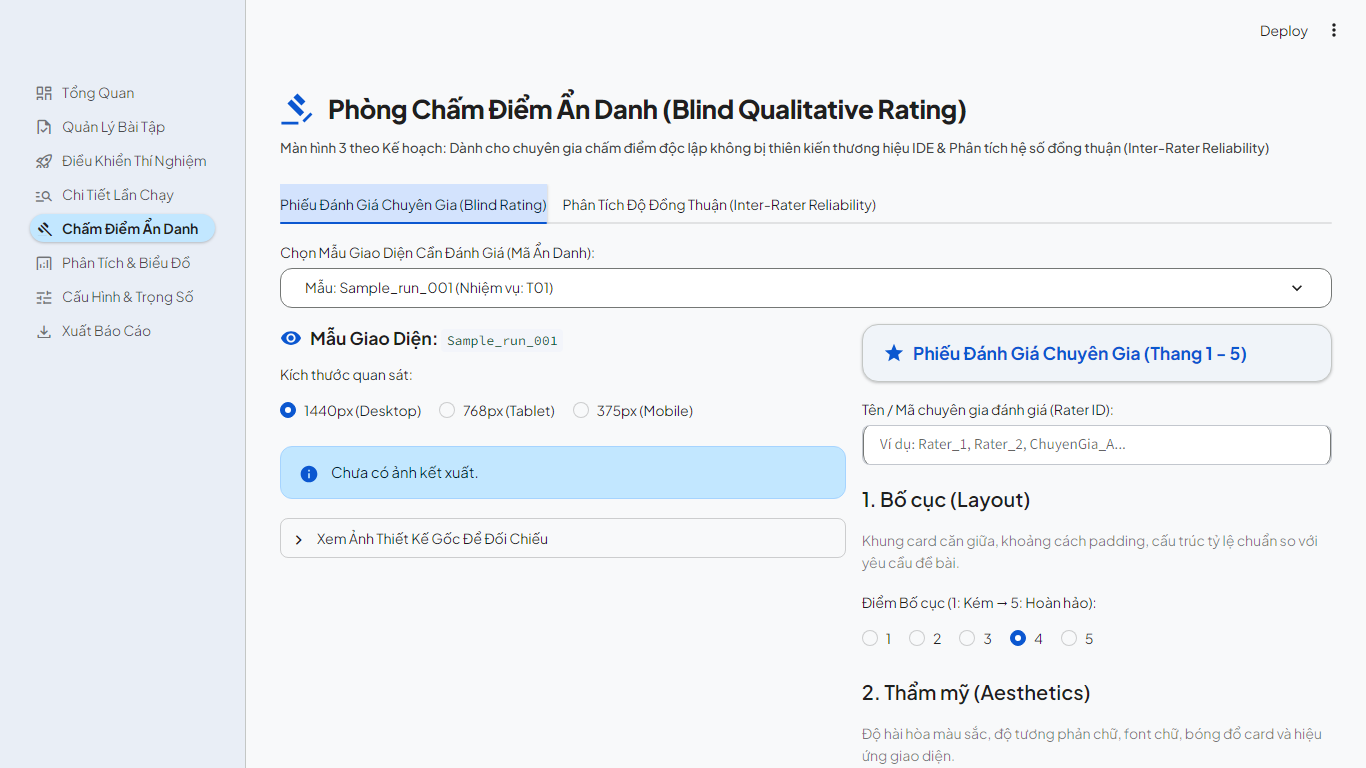 Deploy
Tổng Quan
Quản Lý Bài Tập
Điều Khiển Thí Nghiệm
Chi Tiết Lần Chạy
Chấm Điểm Ẩn Danh
Phân Tích & Biểu Đồ
Cấu Hình & Trọng Số
Xuất Báo Cáo
Phòng Chấm Điểm Ẩn Danh (Blind Qualitative Rating)
Màn hình 3 theo Kế hoạch: Dành cho chuyên gia chấm điểm độc lập không bị thiên kiến thương hiệu IDE & Phân tích hệ số đồng thuận (Inter-Rater Reliability)
Phiếu Đánh Giá Chuyên Gia (Blind Rating)
Phân Tích Độ Đồng Thuận (Inter-Rater Reliability)
Chọn Mẫu Giao Diện Cần Đánh Giá (Mã Ẩn Danh):
Mẫu: Sample_run_001 (Nhiệm vụ: T01)
Mẫu Giao Diện: Sample_run_001
Kích thước quan sát:
1440px (Desktop) 768px (Tablet) 375px (Mobile)
Chưa có ảnh kết xuất.
Xem Ảnh Thiết Kế Gốc Để Đối Chiếu
Phiếu Đánh Giá Chuyên Gia (Thang 1 - 5)
Tên / Mã chuyên gia đánh giá (Rater ID):
Ví dụ: Rater_1, Rater_2, ChuyenGia_A...
1. Bố cục (Layout)
Khung card căn giữa, khoảng cách padding, cấu trúc tỷ lệ chuẩn so với
yêu cầu đề bài.
Điểm Bố cục (1: Kém → 5: Hoàn hảo):
1 2 3 4 5
2. Thẩm mỹ (Aesthetics)
Độ hài hòa màu sắc, độ tương phản chữ, font chữ, bóng đổ card và hiệu
ứng giao diện.